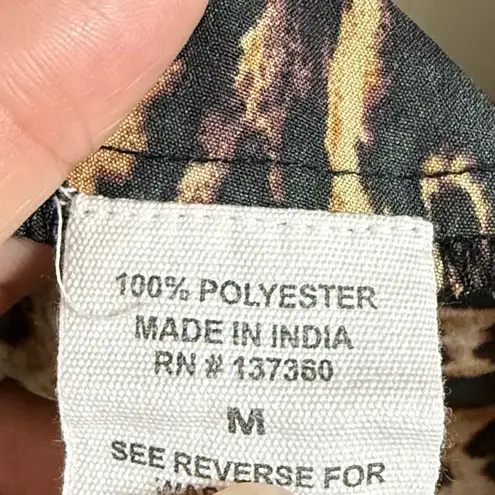 100% POLYESTER
MADE IN INDIA
RN # 137360
M
SEE REVERSE FOR